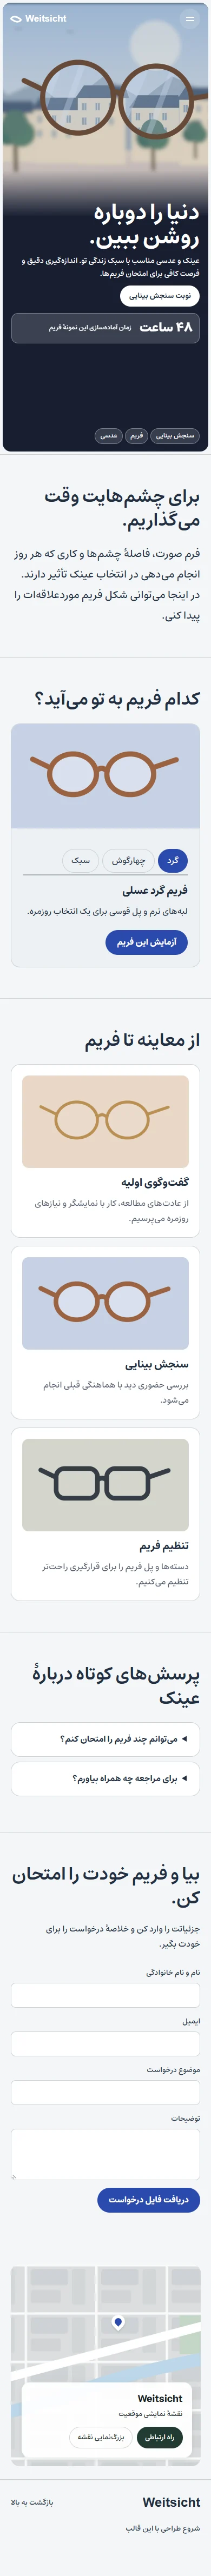 Weitsicht
دنیا را دوباره
روشن ببین.
عینک و عدسی مناسب با سبک زندگی تو. اندازه‌گیری دقیق و
فرصت کافی برای امتحان فریم‌ها.
نوبت سنجش بینایی
۴۸ ساعت
زمان آماده‌سازی این نمونهٔ فریم
سنجش بینایی
فریم
عدسی
برای چشم‌هایت وقت
می‌گذاریم.
فرم صورت، فاصلهٔ چشم‌ها و کاری که هر روز
انجام می‌دهی در انتخاب عینک تأثیر دارند.
در اینجا می‌توانی شکل فریم موردعلاقه‌ات را
پیدا کنی.
کدام فریم به تو می‌آید؟
گرد
چهارگوش
سبک
فریم گرد عسلی
لبه‌های نرم و پل قوسی برای یک انتخاب روزمره.
آزمایش این فریم
از معاینه تا فریم
گفت‌وگوی اولیه
از عادت‌های مطالعه، کار با نمایشگر و نیازهای
روزمره می‌پرسیم.
سنجش بینایی
بررسی حضوری دید با هماهنگی قبلی انجام
می‌شود.
تنظیم فریم
دسته‌ها و پل فریم را برای قرارگیری راحت‌تر
تنظیم می‌کنیم.
پرسش‌های کوتاه دربارهٔ
عینک
می‌توانم چند فریم را امتحان کنم؟
برای مراجعه چه همراه بیاورم؟
بیا و فریم خودت را امتحان
کن.
جزئیاتت را وارد کن و خلاصهٔ درخواست را برای
خودت بگیر.
نام و نام خانوادگی
ایمیل
موضوع درخواست
توضیحات
دریافت فایل درخواست
Weitsicht
نقشهٔ نمایشی موقعیت
راه ارتباطی
بزرگ‌نمایی نقشه
Weitsicht
بازگشت به بالا
شروع طراحی با این قالب